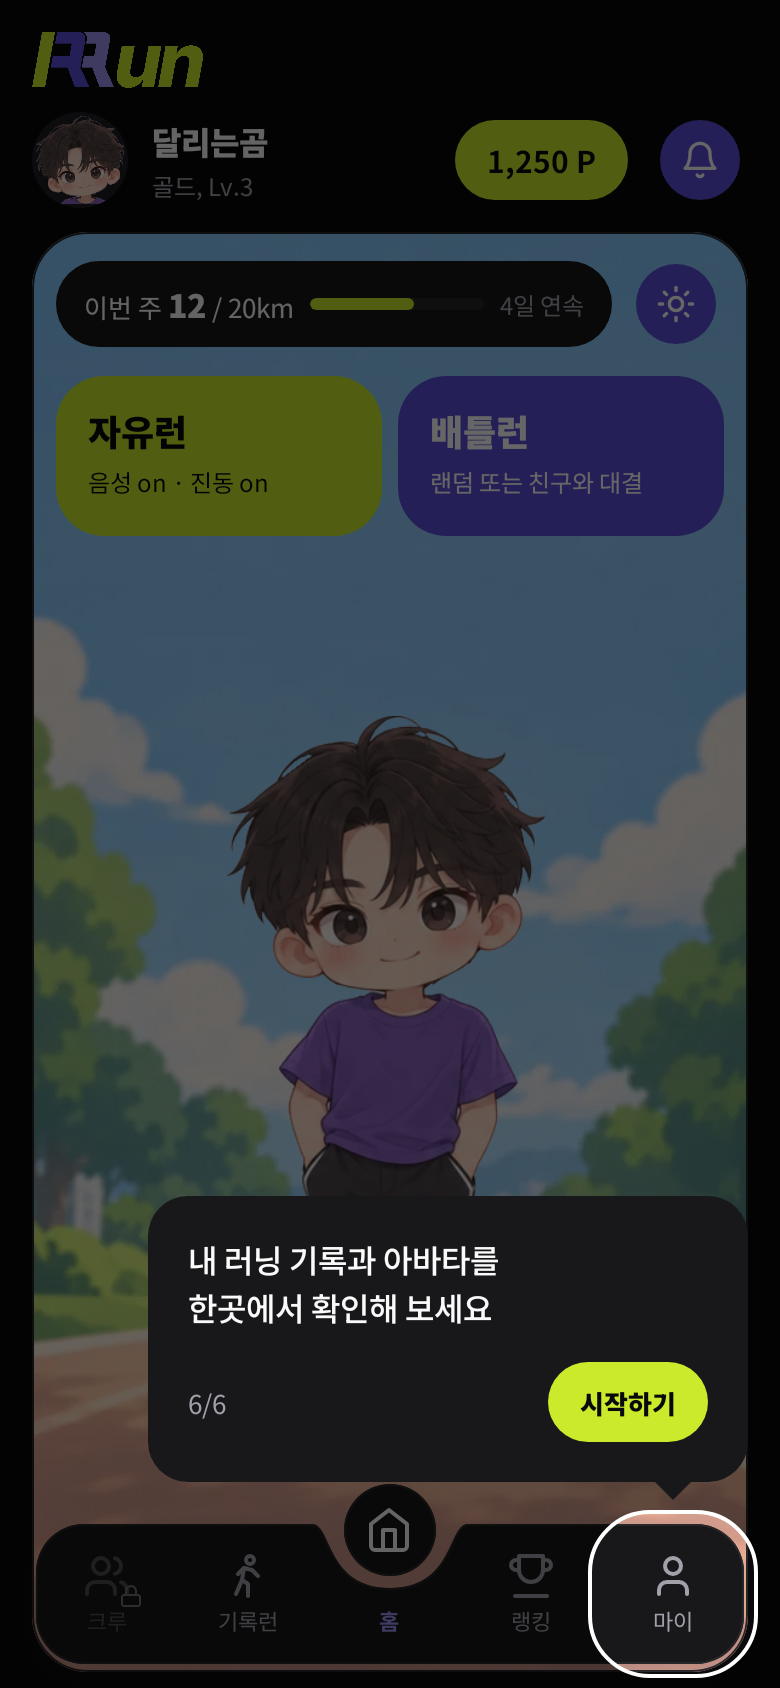 RRun
달리는곰
골드, Lv.3
1,250 P
이번 주 12 / 20km
4일 연속
자유런
음성 on · 진동 on
배틀런
랜덤 또는 친구와 대결
내 러닝 기록과 아바타를
한곳에서 확인해 보세요
6/6
시작하기
크루
기록런
홈
랭킹
마이